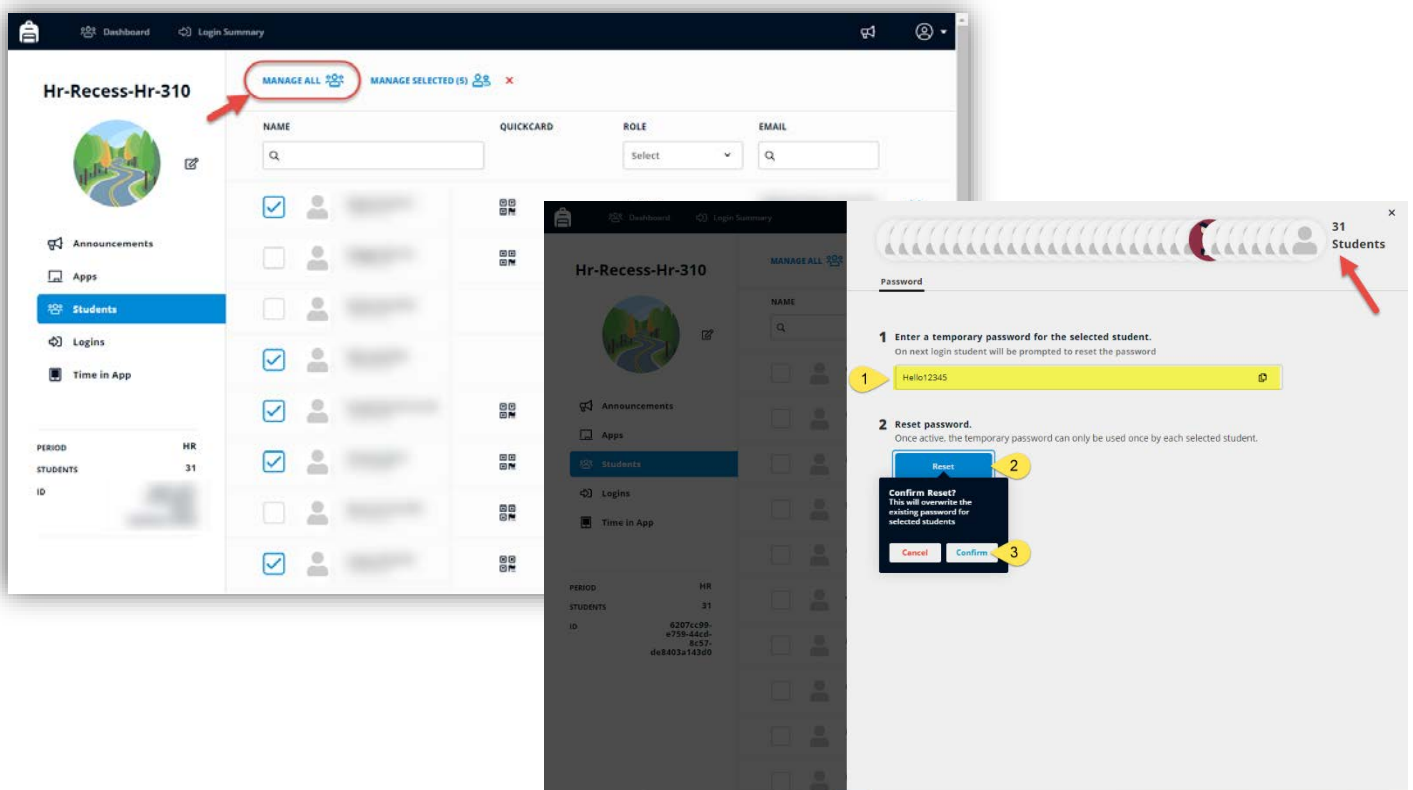 Dashboard Login Summary
Hr-Recess-Hr-310
Announcements
Apps
Students
Logins
Time in App
PERIOD HR
STUDENTS 31
ID
MANAGE ALL MANAGE SELECTED (5) ×
NAME QUICKCARD ROLE EMAIL
Select
Dashboard Login Summary
Hr-Recess-Hr-310
Announcements
Apps
Students
Logins
Time in App
PERIOD HR
STUDENTS 31
ID 6207cc99-
e759-44cd-
8c57-
de8403a143d0
MANAGE ALL
NAME
×
31
Students
Password
1 Enter a temporary password for the selected student.
On next login student will be prompted to reset the password
1 Hello12345
2 Reset password.
Once active, the temporary password can only be used once by each selected student.
Reset 2
Confirm Reset?
This will overwrite the
existing password for
selected students
Cancel Confirm 3